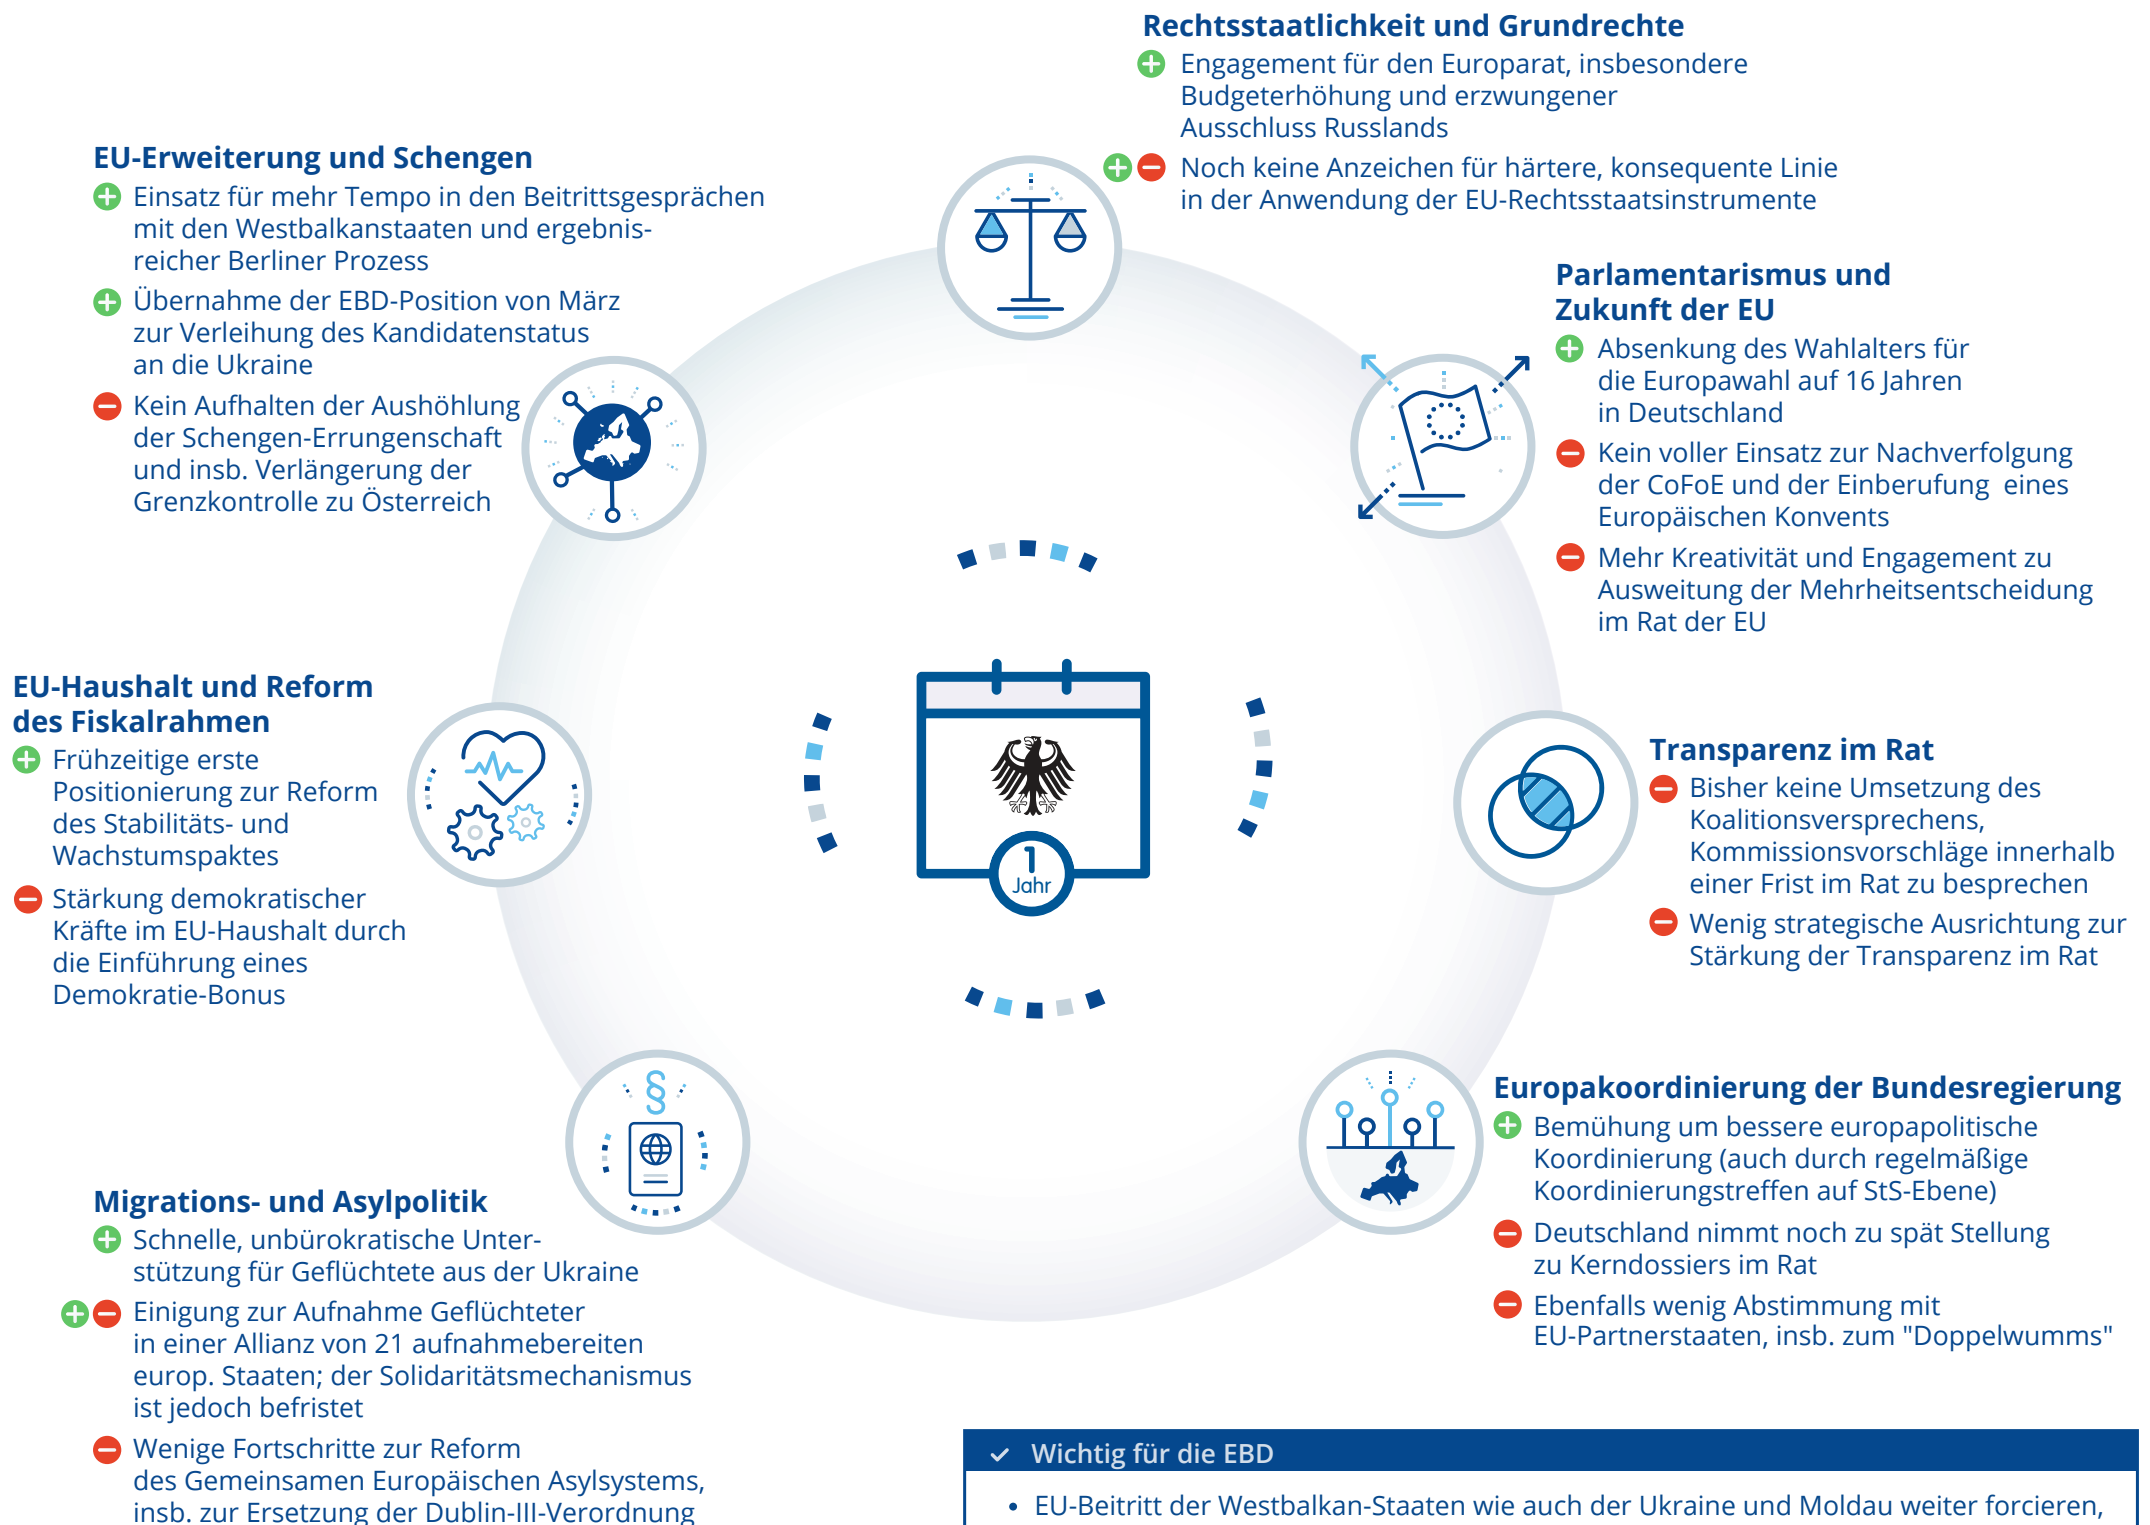 Rechtsstaatlichkeit und Grundrechte
Engagement für den Europarat, insbesondere
Budgeterhöhung und erzwungener
Ausschluss Russlands
Noch keine Anzeichen für härtere, konsequente Linie
in der Anwendung der EU-Rechtsstaatsinstrumente
EU-Erweiterung und Schengen
Einsatz für mehr Tempo in den Beitrittsgesprächen
mit den Westbalkanstaaten und ergebnis-
reicher Berliner Prozess
Übernahme der EBD-Position von März
zur Verleihung des Kandidatenstatus
an die Ukraine
Kein Aufhalten der Aushöhlung
der Schengen-Errungenschaft
und insb. Verlängerung der
Grenzkontrolle zu Österreich
Parlamentarismus und
Zukunft der EU
Absenkung des Wahlalters für
die Europawahl auf 16 Jahren
in Deutschland
Kein voller Einsatz zur Nachverfolgung
der CoFoE und der Einberufung eines
Europäischen Konvents
Mehr Kreativität und Engagement zu
Ausweitung der Mehrheitsentscheidung
im Rat der EU
EU-Haushalt und Reform
des Fiskalrahmen
Frühzeitige erste
Positionierung zur Reform
des Stabilitäts- und
Wachstumspaktes
Stärkung demokratischer
Kräfte im EU-Haushalt durch
die Einführung eines
Demokratie-Bonus
1
Jahr
Transparenz im Rat
Bisher keine Umsetzung des
Koalitionsversprechens,
Kommissionsvorschläge innerhalb
einer Frist im Rat zu besprechen
Wenig strategische Ausrichtung zur
Stärkung der Transparenz im Rat
§
Migrations- und Asylpolitik
Schnelle, unbürokratische Unter-
stützung für Geflüchtete aus der Ukraine
Einigung zur Aufnahme Geflüchteter
in einer Allianz von 21 aufnahmebereiten
europ. Staaten; der Solidaritätsmechanismus
ist jedoch befristet
Wenige Fortschritte zur Reform
des Gemeinsamen Europäischen Asylsystems,
insb. zur Ersetzung der Dublin-III-Verordnung
Europakoordinierung der Bundesregierung
Bemühung um bessere europapolitische
Koordinierung (auch durch regelmäßige
Koordinierungstreffen auf StS-Ebene)
Deutschland nimmt noch zu spät Stellung
zu Kerndossiers im Rat
Ebenfalls wenig Abstimmung mit
EU-Partnerstaaten, insb. zum "Doppelwumms"
Wichtig für die EBD
• EU-Beitritt der Westbalkan-Staaten wie auch der Ukraine und Moldau weiter forcieren,